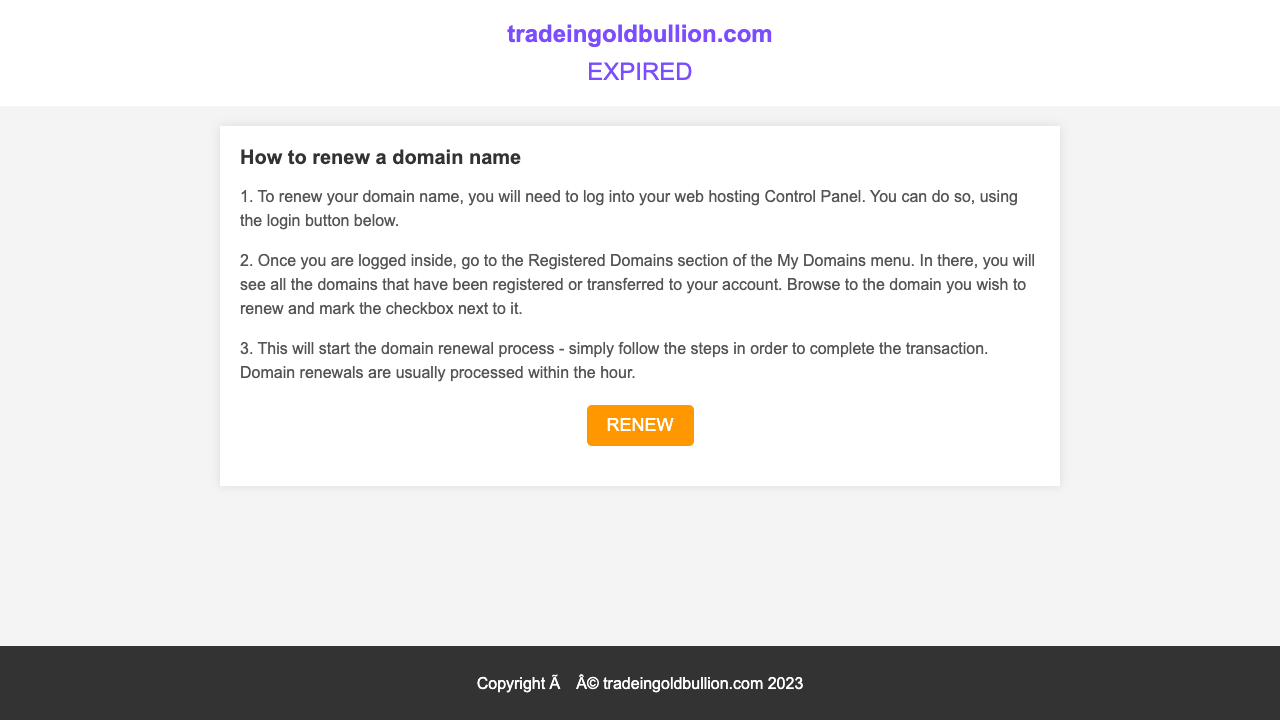 tradeingoldbullion.com
EXPIRED
How to renew a domain name
1. To renew your domain name, you will need to log into your web hosting Control Panel. You can do so, using
the login button below.
2. Once you are logged inside, go to the Registered Domains section of the My Domains menu. In there, you will
see all the domains that have been registered or transferred to your account. Browse to the domain you wish to
renew and mark the checkbox next to it.
3. This will start the domain renewal process - simply follow the steps in order to complete the transaction.
Domain renewals are usually processed within the hour.
RENEW
Copyright Ã Â© tradeingoldbullion.com 2023